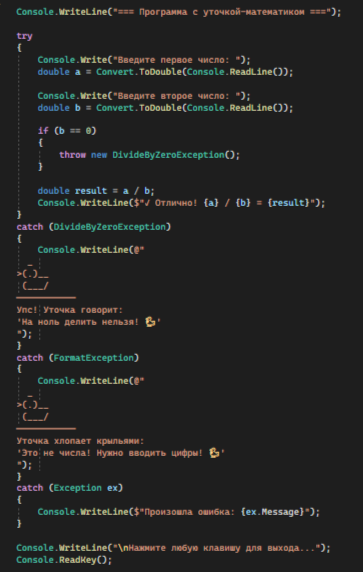 Console.WriteLine("=== Программа с уточкой-математиком ===");
try
{
Console.Write("Введите первое число: ");
double a = Convert.ToDouble(Console.ReadLine());
Console.Write("Введите второе число: ");
double b = Convert.ToDouble(Console.ReadLine());
if (b == 0)
{
throw new DivideByZeroException();
}
double result = a / b;
Console.WriteLine($"✓ Отлично! {a} / {b} = {result}");
}
catch (DivideByZeroException)
{
Console.WriteLine(@"
_
>(.)__
(___/
Упс! Уточка говорит:
'На ноль делить нельзя! 🦆'
");
}
catch (FormatException)
{
Console.WriteLine(@"
_
>(.)__
(___/
Уточка хлопает крыльями:
'Это не числа! Нужно вводить цифры! 🦆'
");
}
catch (Exception ex)
{
Console.WriteLine($"Произошла ошибка: {ex.Message}");
}
Console.WriteLine("\nНажмите любую клавишу для выхода...");
Console.ReadKey();